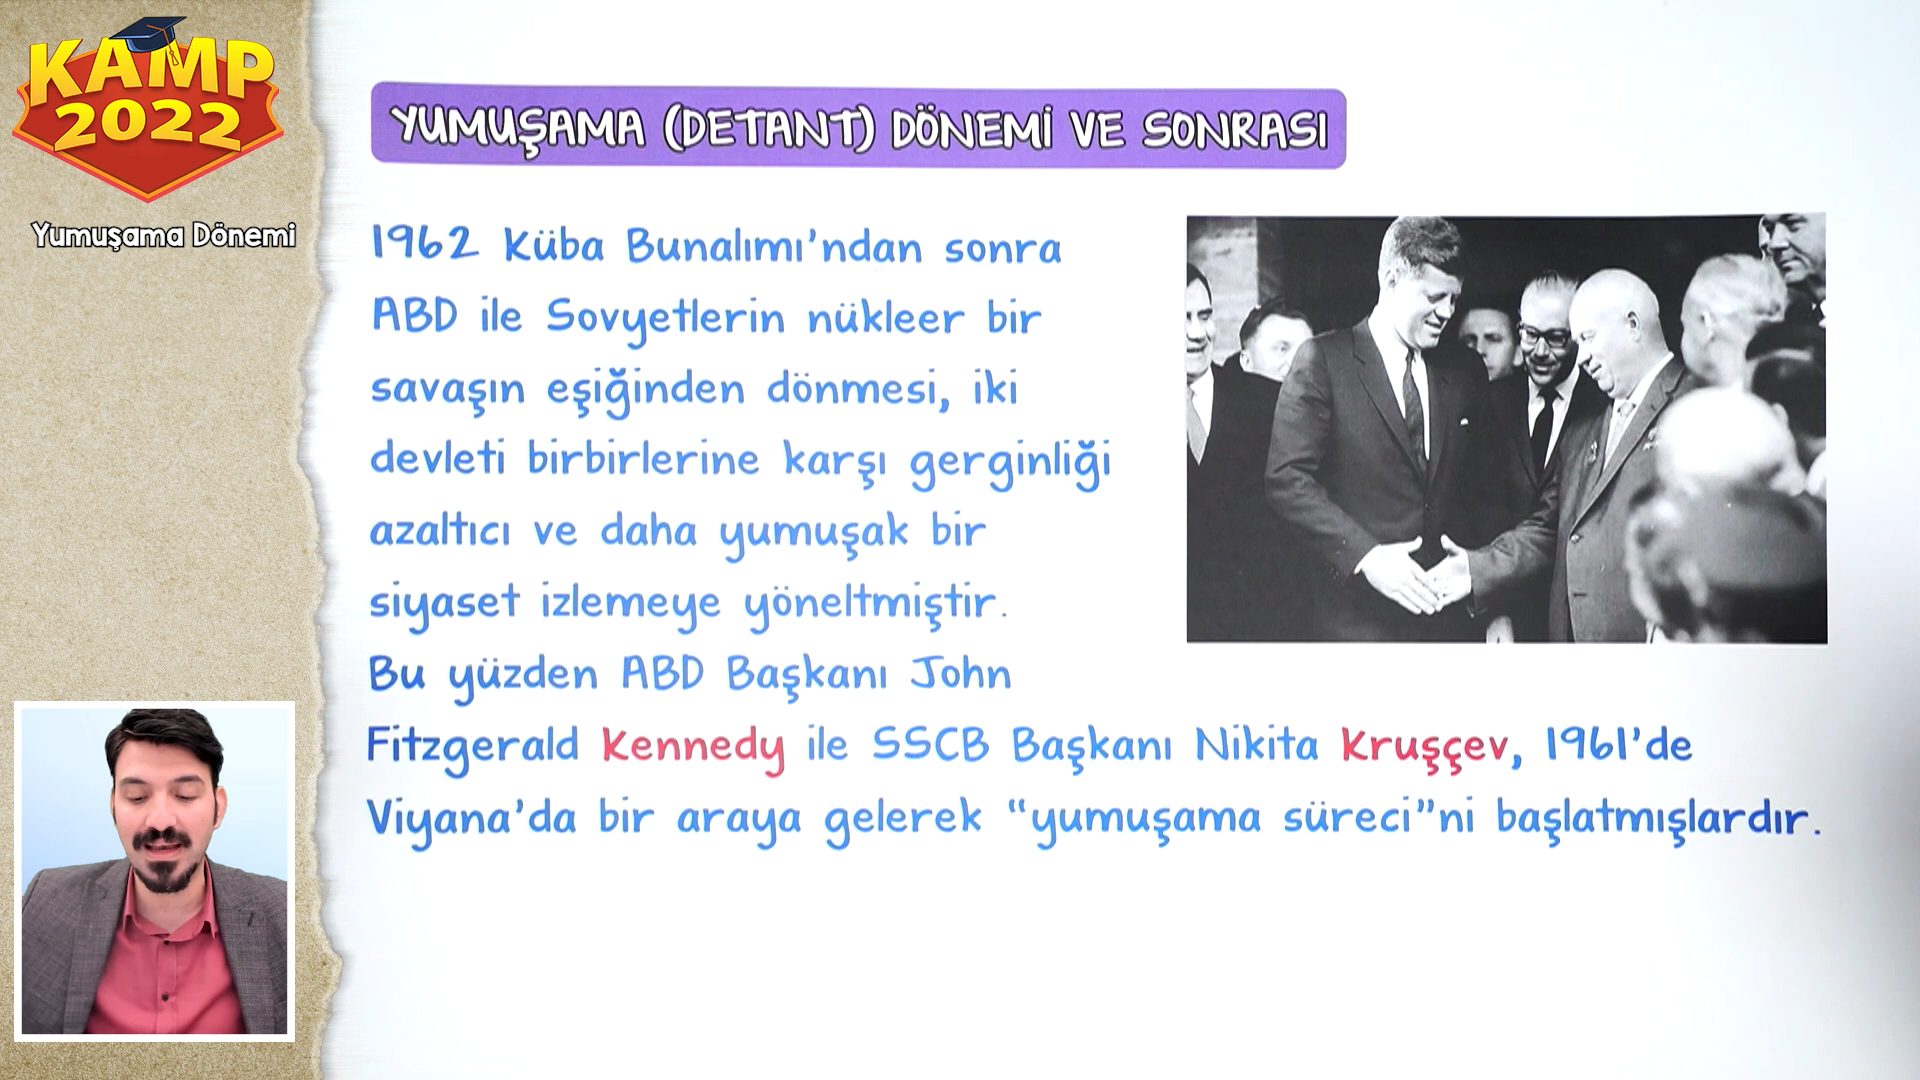 KAMP
2022
Yumuşama Dönemi
YUMUŞAMA (DETANT) DÖNEMİ VE SONRASI
1962 Küba Bunalımı'ndan sonra
ABD ile Sovyetlerin nükleer bir
savaşın eşiğinden dönmesi, iki
devleti birbirlerine karşı gerginliği
azaltıcı ve daha yumuşak bir
siyaset izlemeye yöneltmiştir.
Bu yüzden ABD Başkanı John
Fitzgerald Kennedy ile SSCB Başkanı Nikita Kruşçev, 1961'de
Viyana'da bir araya gelerek "yumuşama süreci"ni başlatmışlardır.